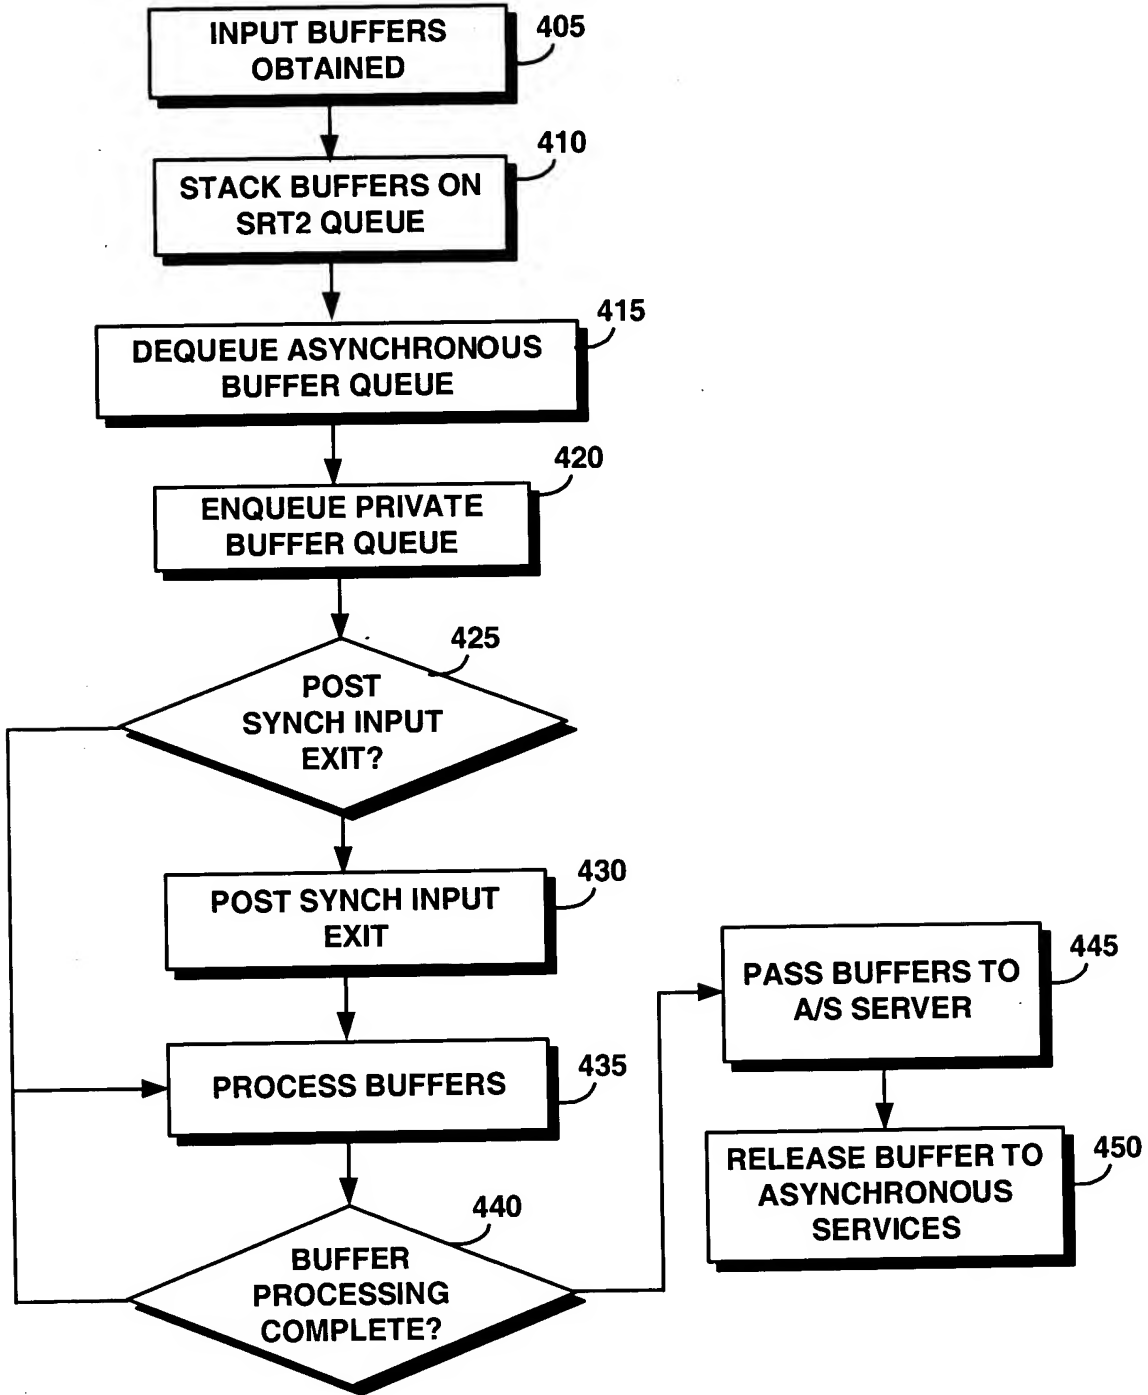 INPUT BUFFERS
OBTAINED
405
STACK BUFFERS ON
SRT2 QUEUE
410
DEQUEUE ASYNCHRONOUS
BUFFER QUEUE
415
ENQUEUE PRIVATE
BUFFER QUEUE
420
POST
SYNCH INPUT
EXIT?
425
POST SYNCH INPUT
EXIT
430
PROCESS BUFFERS
435
BUFFER
PROCESSING
COMPLETE?
440
PASS BUFFERS TO
A/S SERVER
445
RELEASE BUFFER TO
ASYNCHRONOUS
SERVICES
450